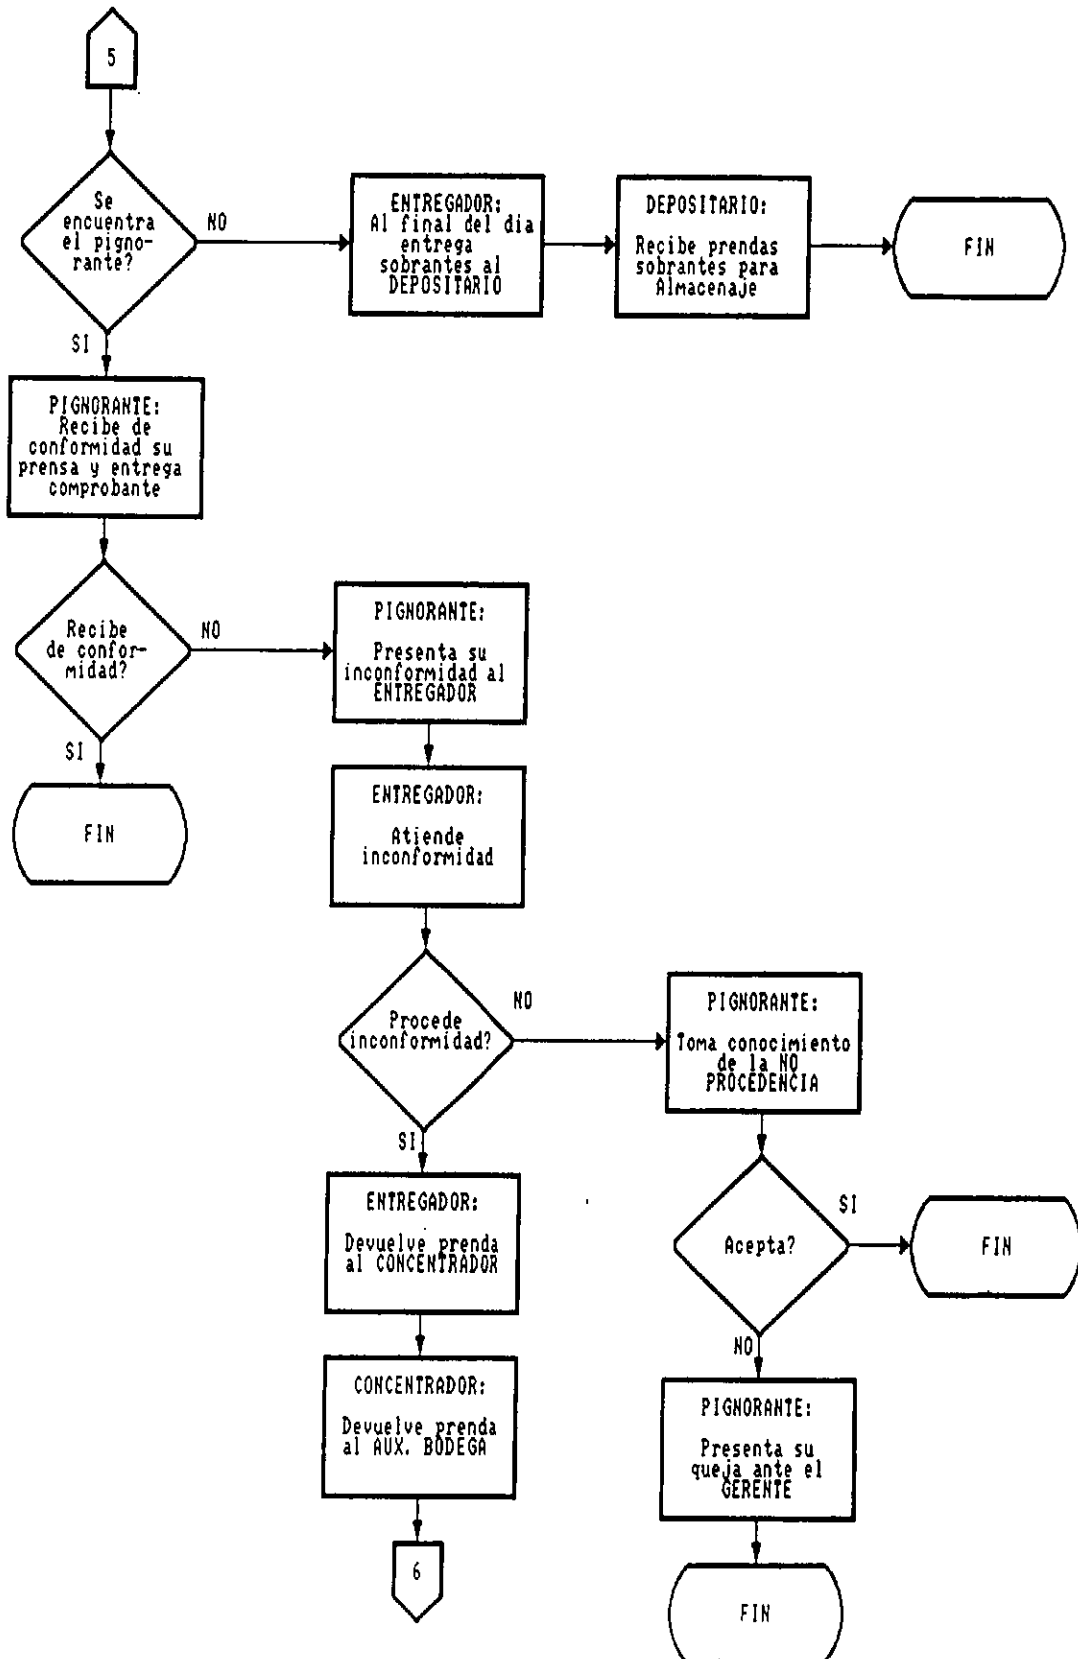 5
Se
encuentra
el pigno-
rante?
NO
ENTREGADOR:
Al final del dia
entrega
sobrantes al
DEPOSITARIO
DEPOSITARIO:
Recibe prendas
sobrantes para
Almacenaje
FIN
SI
PIGNORANTE:
Recibe de
conformidad su
prensa y entrega
comprobante
Recibe
de confor-
midad?
NO
PIGNORANTE:
Presenta su
inconformidad al
ENTREGADOR
SI
FIN
ENTREGADOR:
Atiende
inconformidad
Procede
inconformidad?
NO
PIGNORANTE:
Toma conocimiento
de la NO
PROCEDENCIA
SI
ENTREGADOR:
Devuelve prenda
al CONCENTRADOR
Acepta?
SI
FIN
NO
CONCENTRADOR:
Devuelve prenda
al AUX. BODEGA
PIGNORANTE:
Presenta su
queja ante el
GERENTE
6
FIN